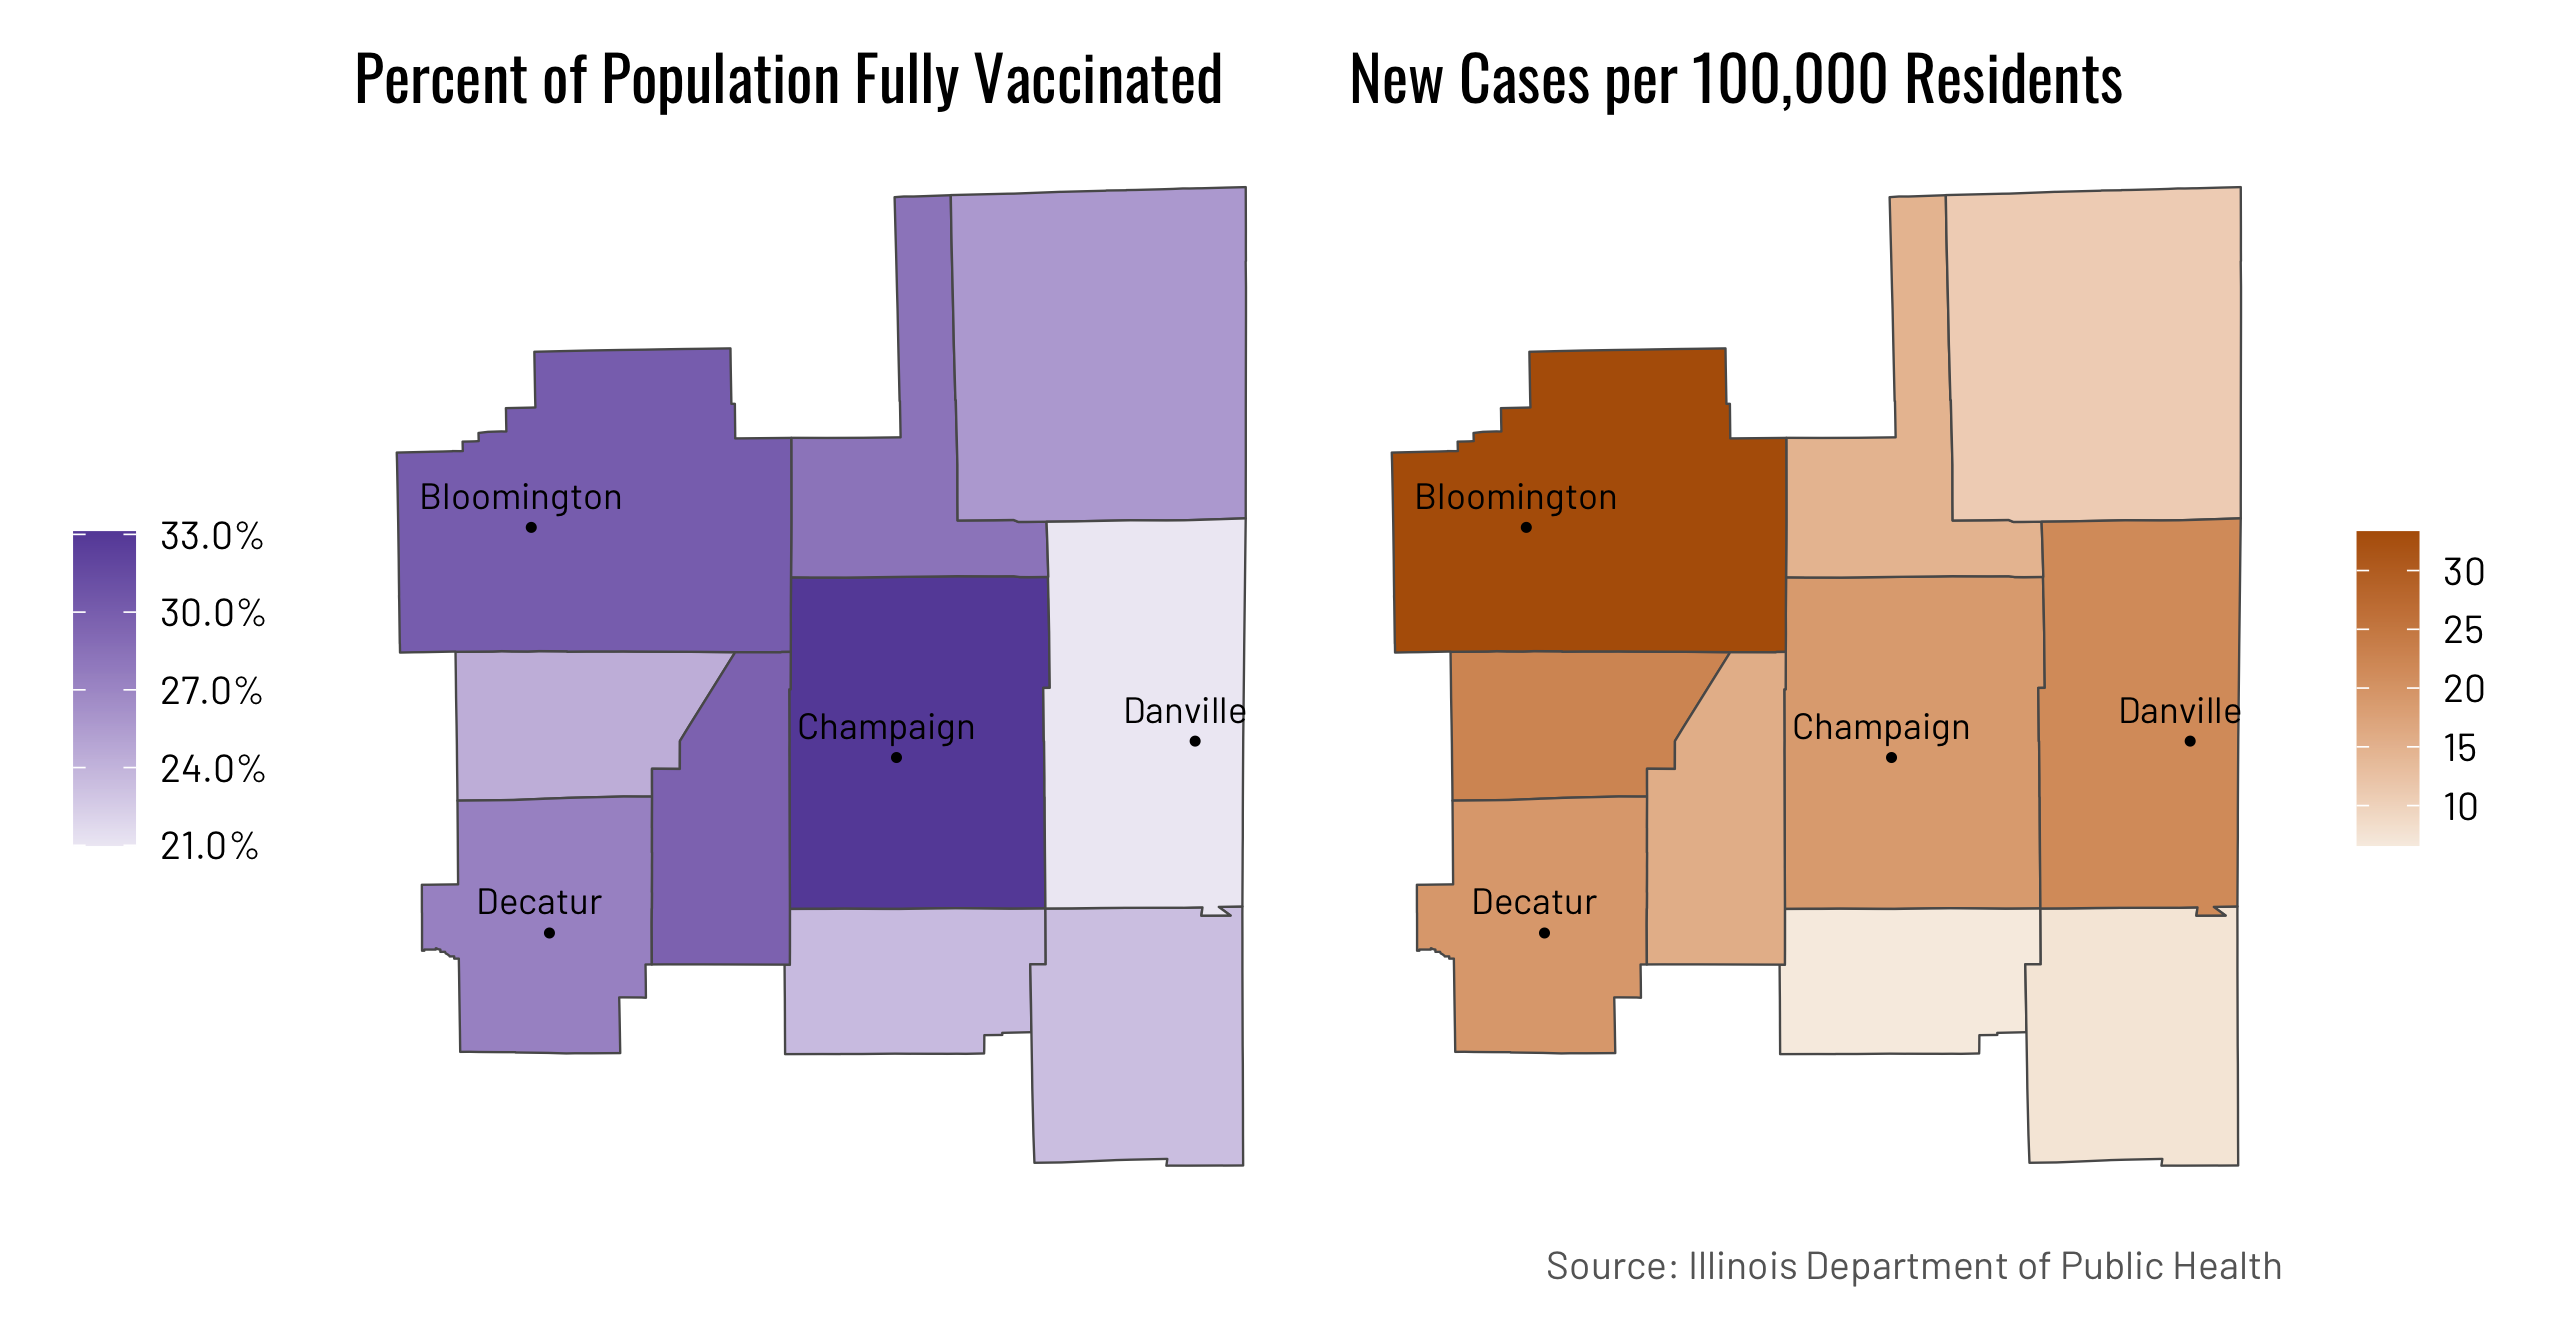 Percent of Population Fully Vaccinated
New Cases per 100,000 Residents
33.0%
30.0%
27.0%
24.0%
21.0%
Bloomington
Champaign
Danville
Decatur
Bloomington
Champaign
Danville
Decatur
30
25
20
15
10
Source: Illinois Department of Public Health